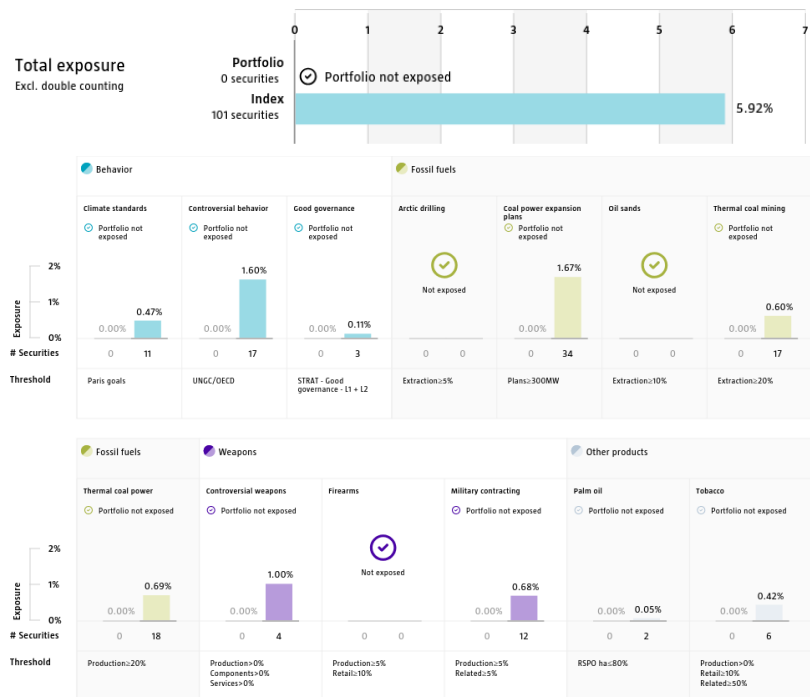 0 1 2 3 4 5 6 7
Total exposure
Excl. double counting
Portfolio
0 securities
Portfolio not exposed
Index
101 securities
5.92%
Behavior
Fossil fuels
Climate standards
Controversial behavior
Good governance
Arctic drilling
Coal power expansion
plans
Oil sands
Thermal coal mining
Portfolio not
exposed
Portfolio not
exposed
Portfolio not
exposed
Not exposed
Portfolio not
exposed
Not exposed
Portfolio not
exposed
Exposure
2%
1%
0%
0.00% 0.47%
0.00% 1.60%
0.00% 0.11%
0.00% 1.67%
0.00% 0.60%
# Securities 0 11 0 17 0 3 0 0 0 34 0 0 0 17
Threshold
Paris goals
UNGC/OECD
STRAT - Good
governance - L1 + L2
Extraction≥5%
Plans≥300MW
Extraction≥10%
Extraction≥20%
Fossil fuels
Weapons
Other products
Thermal coal power
Controversial weapons
Firearms
Military contracting
Palm oil
Tobacco
Portfolio not exposed
Portfolio not exposed
Not exposed
Portfolio not exposed
Portfolio not exposed
Portfolio not exposed
Exposure
2%
1%
0%
0.00% 0.69%
0.00% 1.00%
0.00% 0.68%
0.00% 0.05%
0.00% 0.42%
# Securities 0 18 0 4 0 0 0 12 0 2 0 6
Threshold
Production≥20%
Production>0%
Components>0%
Services>0%
Production≥5%
Retail≥10%
Production≥5%
Related≥5%
RSPO ha≤80%
Production>0%
Retail≥10%
Related≥50%